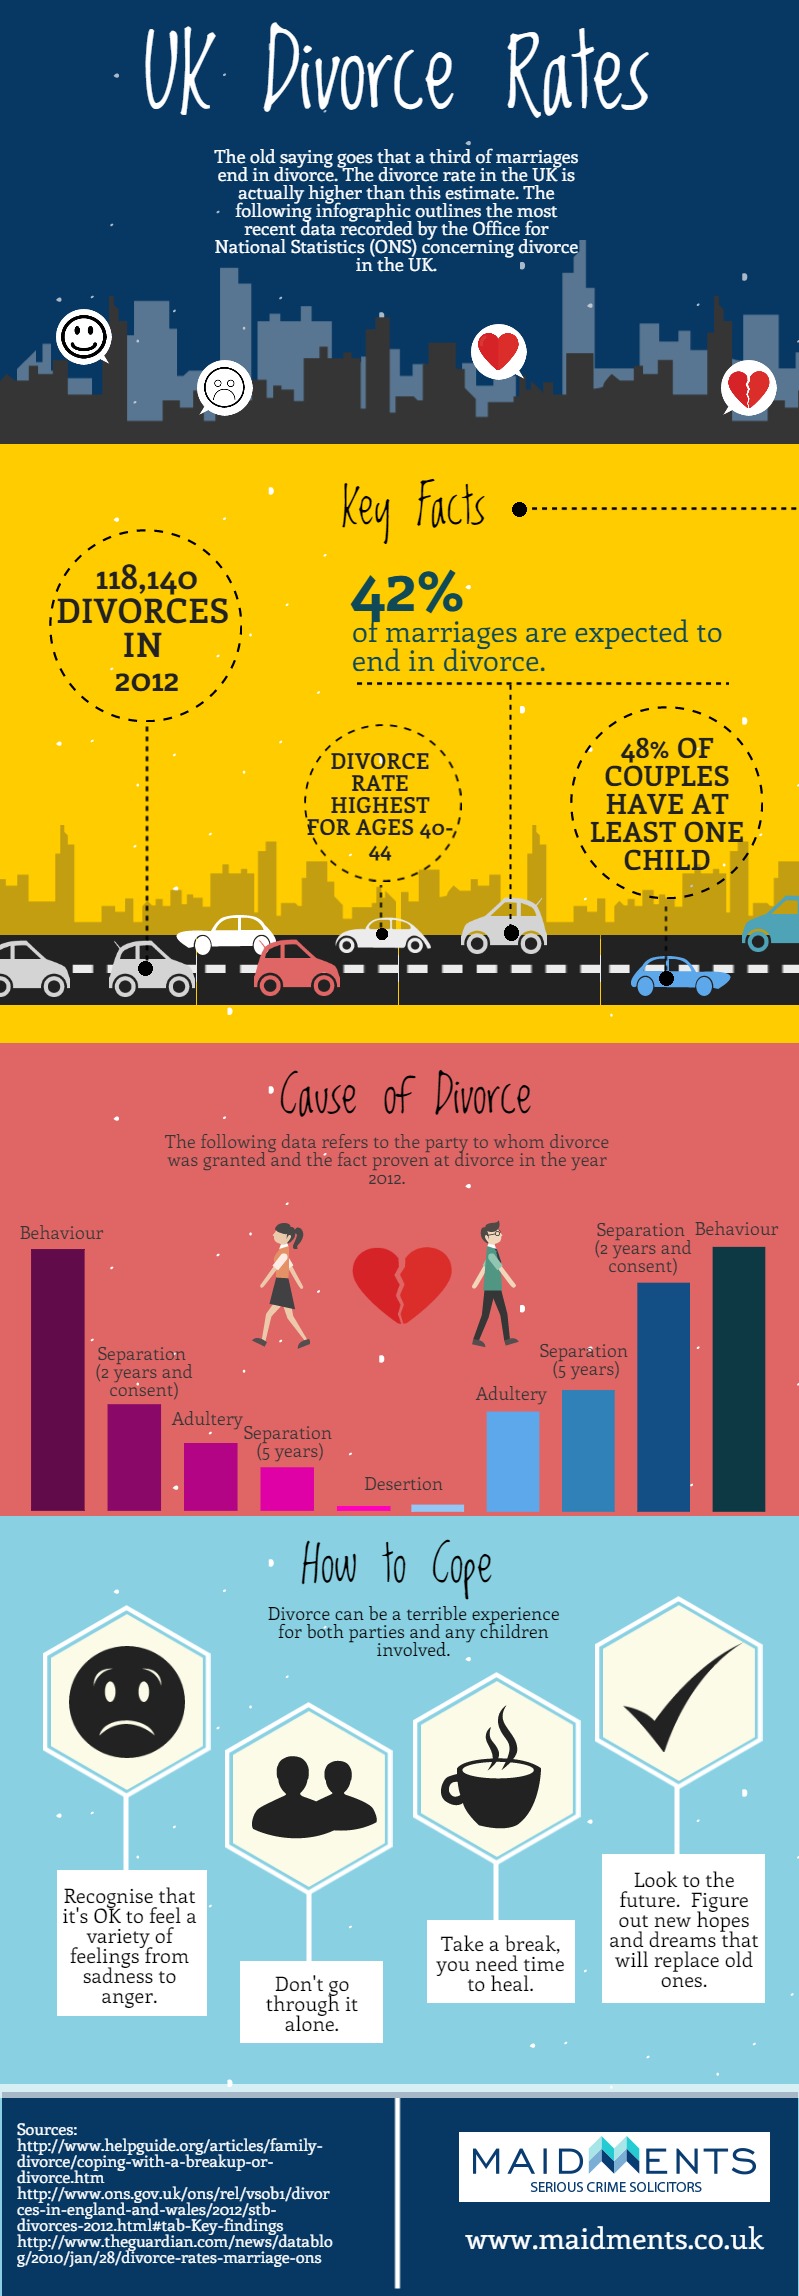 UK Divorce Rates
The old saying goes that a third of marriages
end in divorce. The divorce rate in the UK is
actually higher than this estimate. The
following infographic outlines the most
recent data recorded by the Office for
National Statistics (ONS) concerning divorce
in the UK.
Key Facts
118,140
DIVORCES
IN
2012
42%
of marriages are expected to
end in divorce.
DIVORCE
RATE
HIGHEST
FOR AGES 40-
44
48% OF
COUPLES
HAVE AT
LEAST ONE
CHILD
Cause of Divorce
The following data refers to the party to whom divorce
was granted and the fact proven at divorce in the year
2012.
Behaviour
Separation
(2 years and
consent)
Adultery
Separation
(5 years)
Desertion
Adultery
Separation
(5 years)
Separation
(2 years and
consent)
Behaviour
How to Cope
Divorce can be a terrible experience
for both parties and any children
involved.
Recognise that
it's OK to feel a
variety of
feelings from
sadness to
anger.
Don't go
through it
alone.
Take a break,
you need time
to heal.
Look to the
future. Figure
out new hopes
and dreams that
will replace old
ones.
Sources:
http://www.helpguide.org/articles/family-
divorce/coping-with-a-breakup-or-
divorce.htm
http://www.ons.gov.uk/ons/rel/vsob1/divor
ces-in-england-and-wales/2012/stb-
divorces-2012.html#tab-Key-findings
http://www.theguardian.com/news/datablo
g/2010/jan/28/divorce-rates-marriage-ons
MAIDMENTS
SERIOUS CRIME SOLICITORS
www.maidments.co.uk